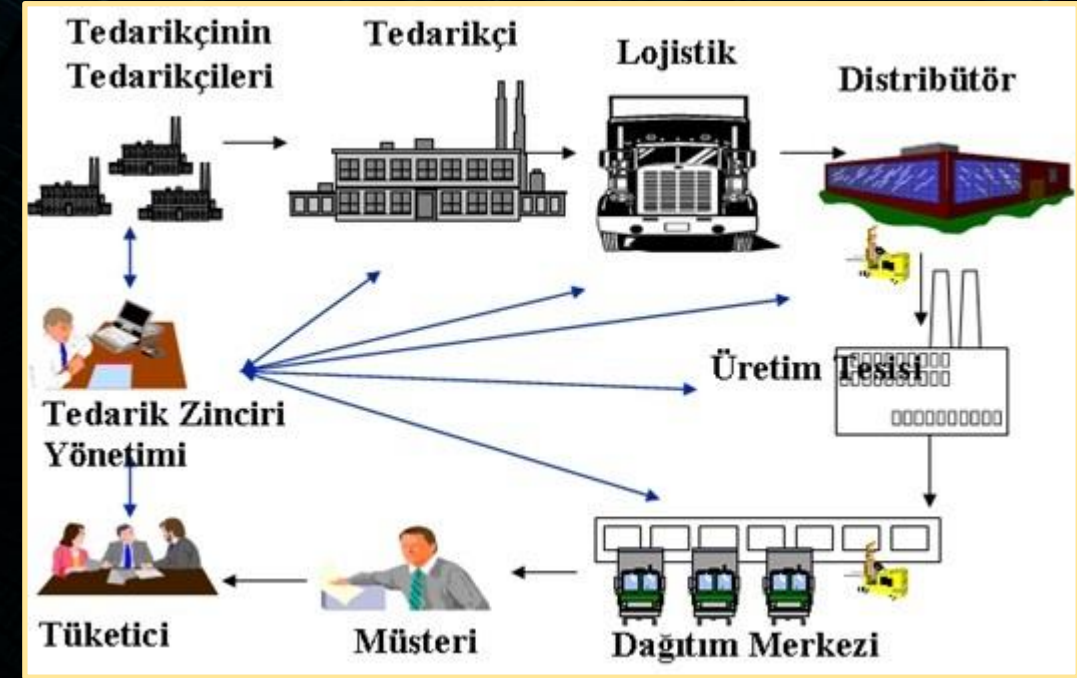 Tedarikçinin
Tedarikçileri
Tedarikçi
Lojistik
Distribütör
Üretim Tesisi
Tedarik Zinciri
Yönetimi
Tüketici
Müsteri
Dağıtım Merkezi